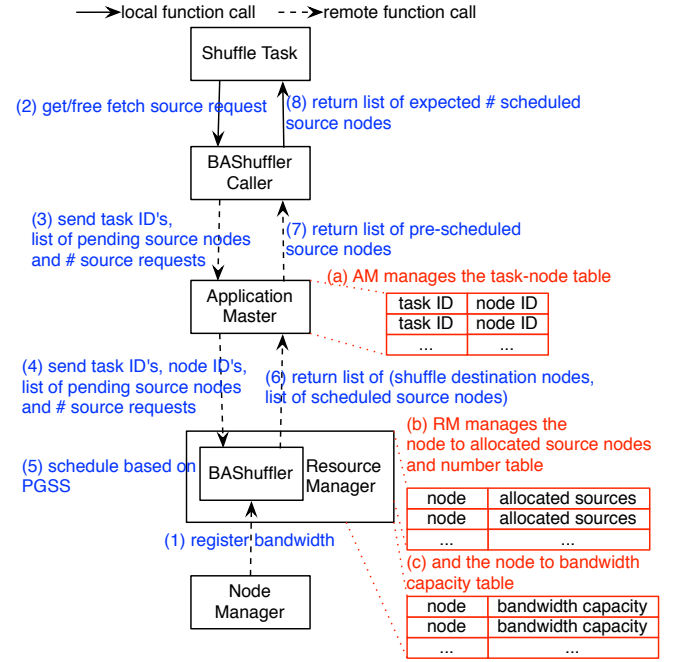 local function call
remote function call
Shuffle Task
(2) get/free fetch source request
(8) return list of expected # scheduled
source nodes
BAShuffler
Caller
(3) send task ID's,
list of pending source nodes
and # source requests
(7) return list of pre-scheduled
source nodes
(a) AM manages the task-node table
Application
Master
task ID node ID
task ID node ID
... ...
(4) send task ID's, node ID's,
list of pending source nodes
and # source requests
(6) return list of (shuffle destination nodes,
list of scheduled source nodes)
(b) RM manages the
node to allocated source nodes
and number table
(5) schedule based on
PGSS
BAShuffler
Resource
Manager
node allocated sources
node allocated sources
... ...
(1) register bandwidth
(c) and the node to bandwidth
capacity table
Node
Manager
node bandwidth capacity
node bandwidth capacity
... ...